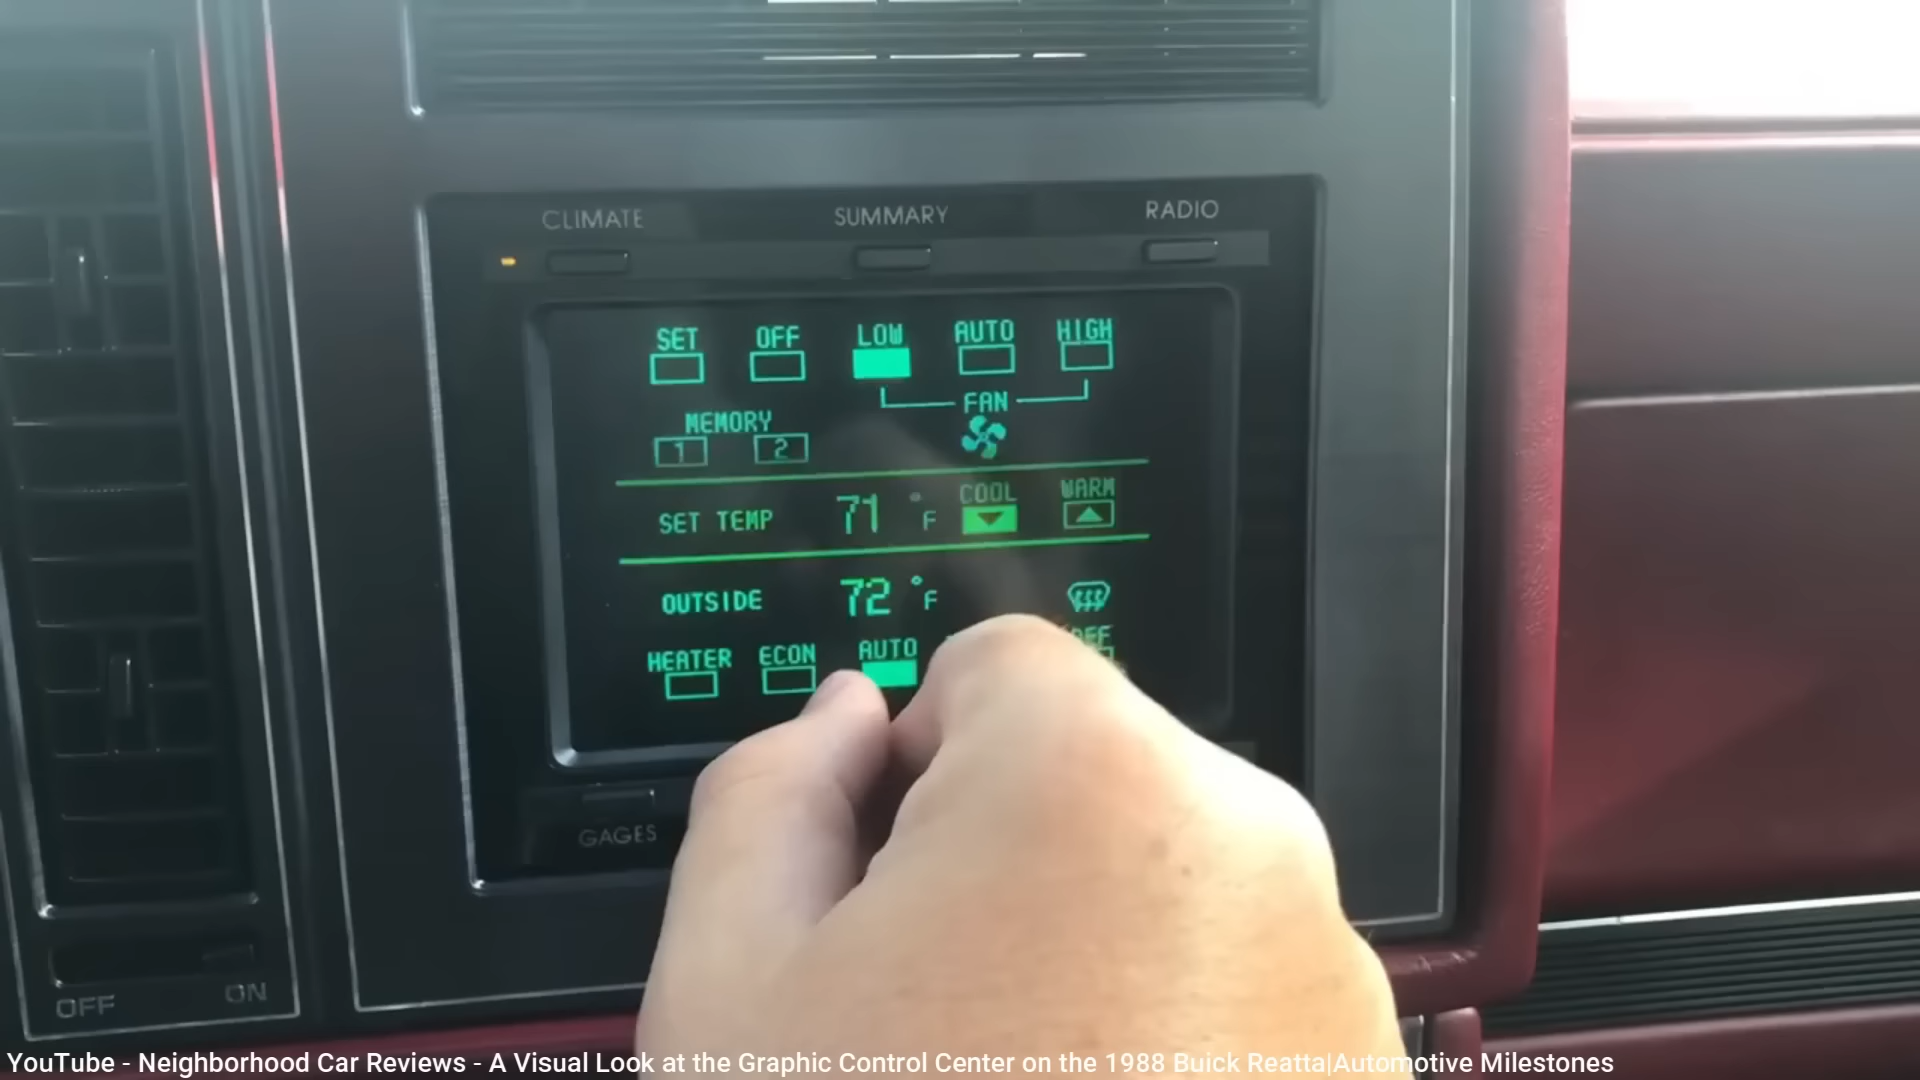 CLIMATE SUMMARY RADIO
SET OFF LOW AUTO HIGH
FAN
MEMORY
1 2
SET TEMP 71 °F COOL WARM
OUTSIDE 72 °F
HEATER ECON AUTO
GAGES
OFF ON
YouTube - Neighborhood Car Reviews - A Visual Look at the Graphic Control Center on the 1988 Buick Reatta|Automotive Milestones